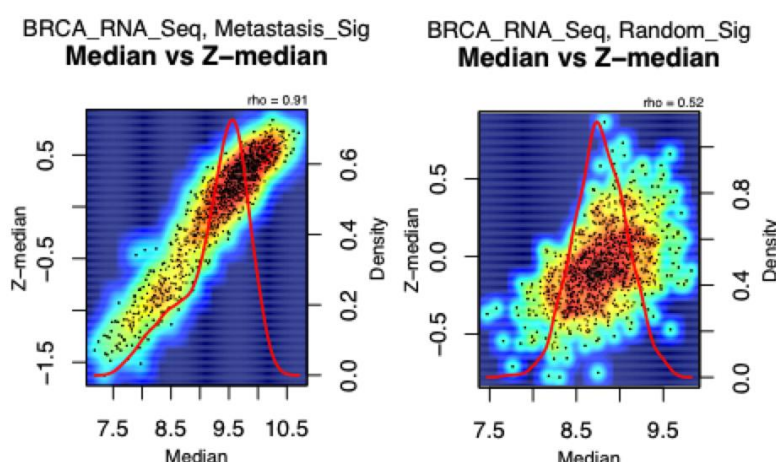 BRCA_RNA_Seq, Metastasis_Sig
Median vs Z−median
rho = 0.91
Z−median
0.5
−0.5
−1.5
0.6
0.4
0.2
0.0
Density
7.5 8.5 9.5 10.5
Median
BRCA_RNA_Seq, Random_Sig
Median vs Z−median
rho = 0.52
Z−median
0.5
0.0
−0.5
0.8
0.4
0.0
Density
7.5 8.5 9.5
Median